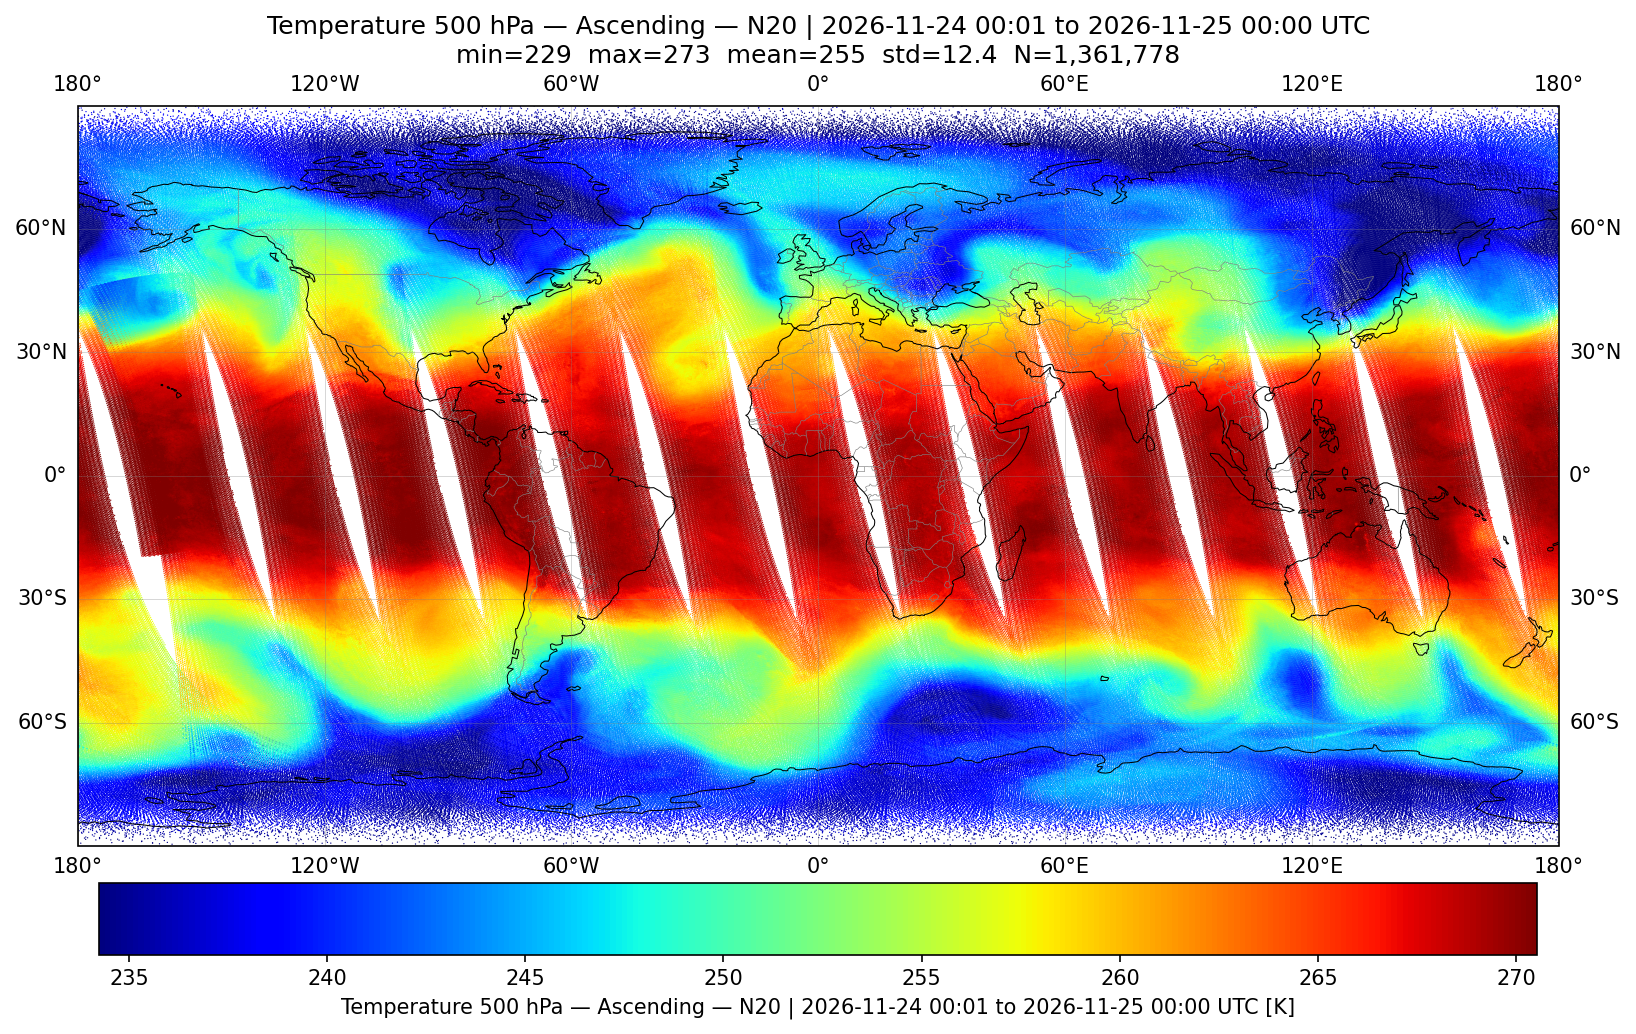 Temperature 500 hPa — Ascending — N20 | 2026-11-24 00:01 to 2026-11-25 00:00 UTC
min=229 max=273 mean=255 std=12.4 N=1,361,778
180° 120°W 60°W 0° 60°E 120°E 180°
60°N 60°N
30°N 30°N
0° 0°
30°S 30°S
60°S 60°S
180° 120°W 60°W 0° 60°E 120°E 180°
235 240 245 250 255 260 265 270
Temperature 500 hPa — Ascending — N20 | 2026-11-24 00:01 to 2026-11-25 00:00 UTC [K]